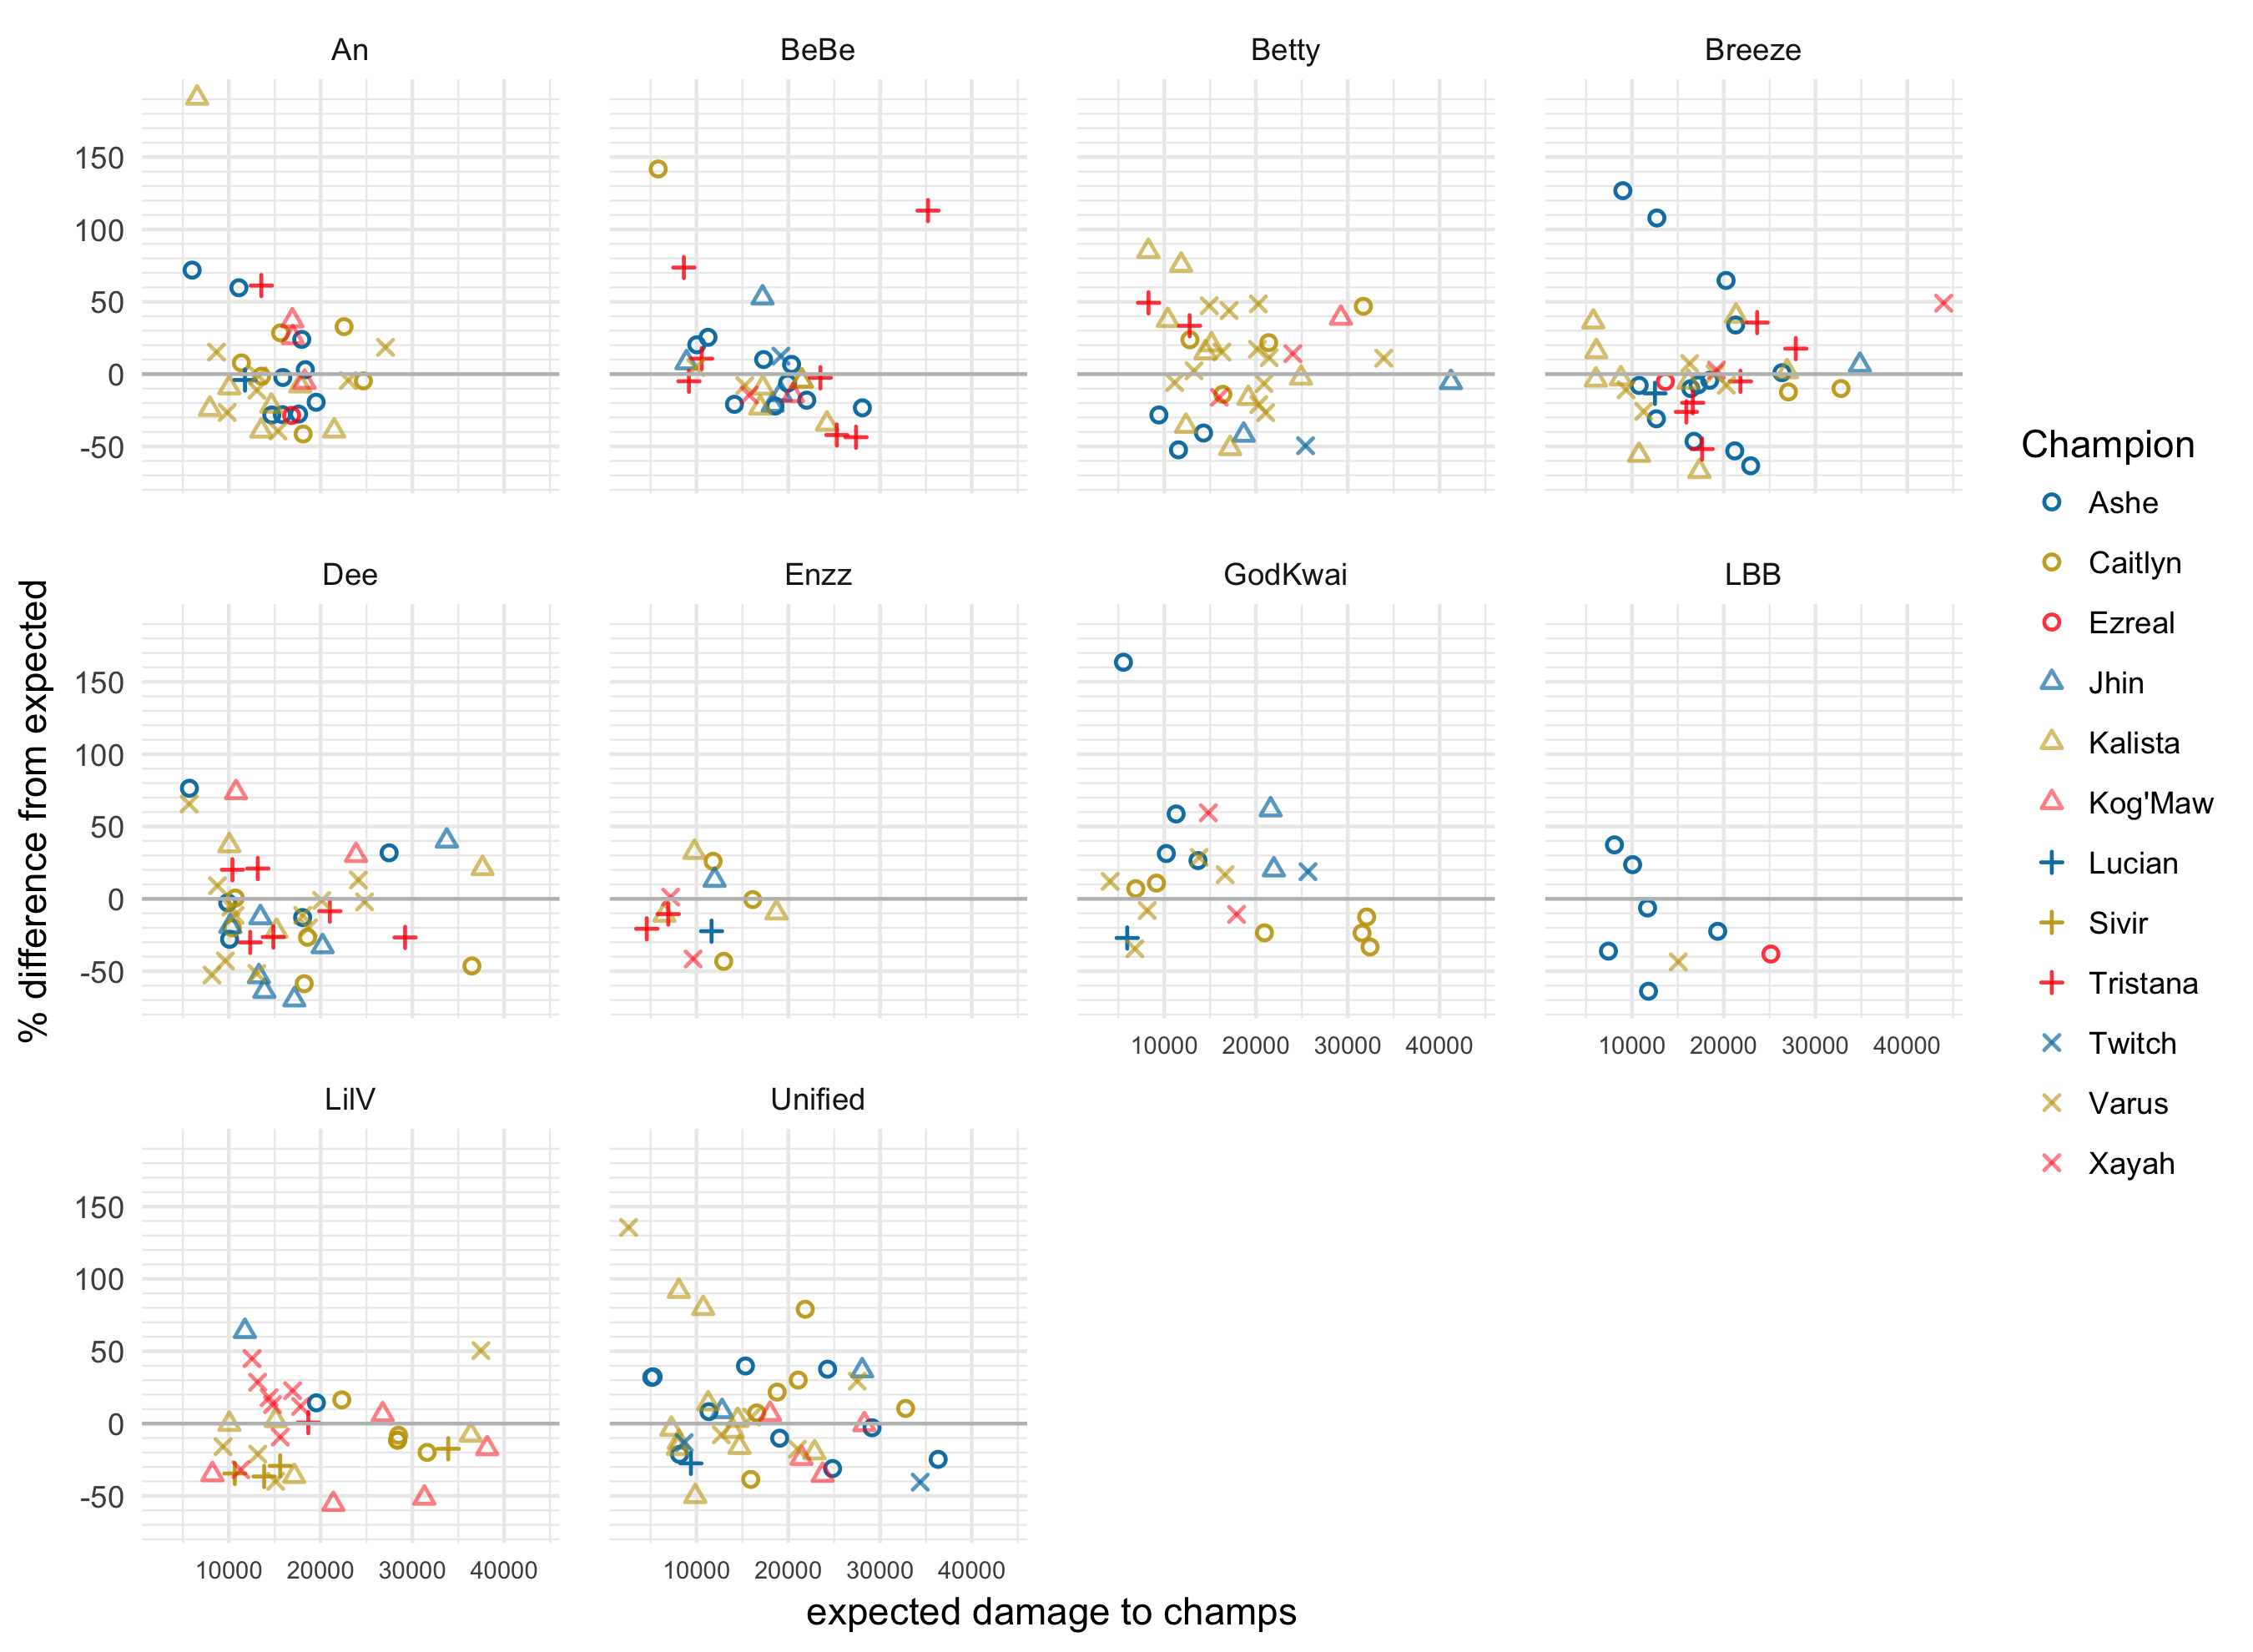 An BeBe Betty Breeze
150
100
50
0
-50
Dee Enzz GodKwai LBB
150
100
50
0
-50
10000 20000 30000 40000 10000 20000 30000 40000
LilV Unified
150
100
50
0
-50
10000 20000 30000 40000 10000 20000 30000 40000
expected damage to champs
% difference from expected
Champion
Ashe
Caitlyn
Ezreal
Jhin
Kalista
Kog'Maw
Lucian
Sivir
Tristana
Twitch
Varus
Xayah